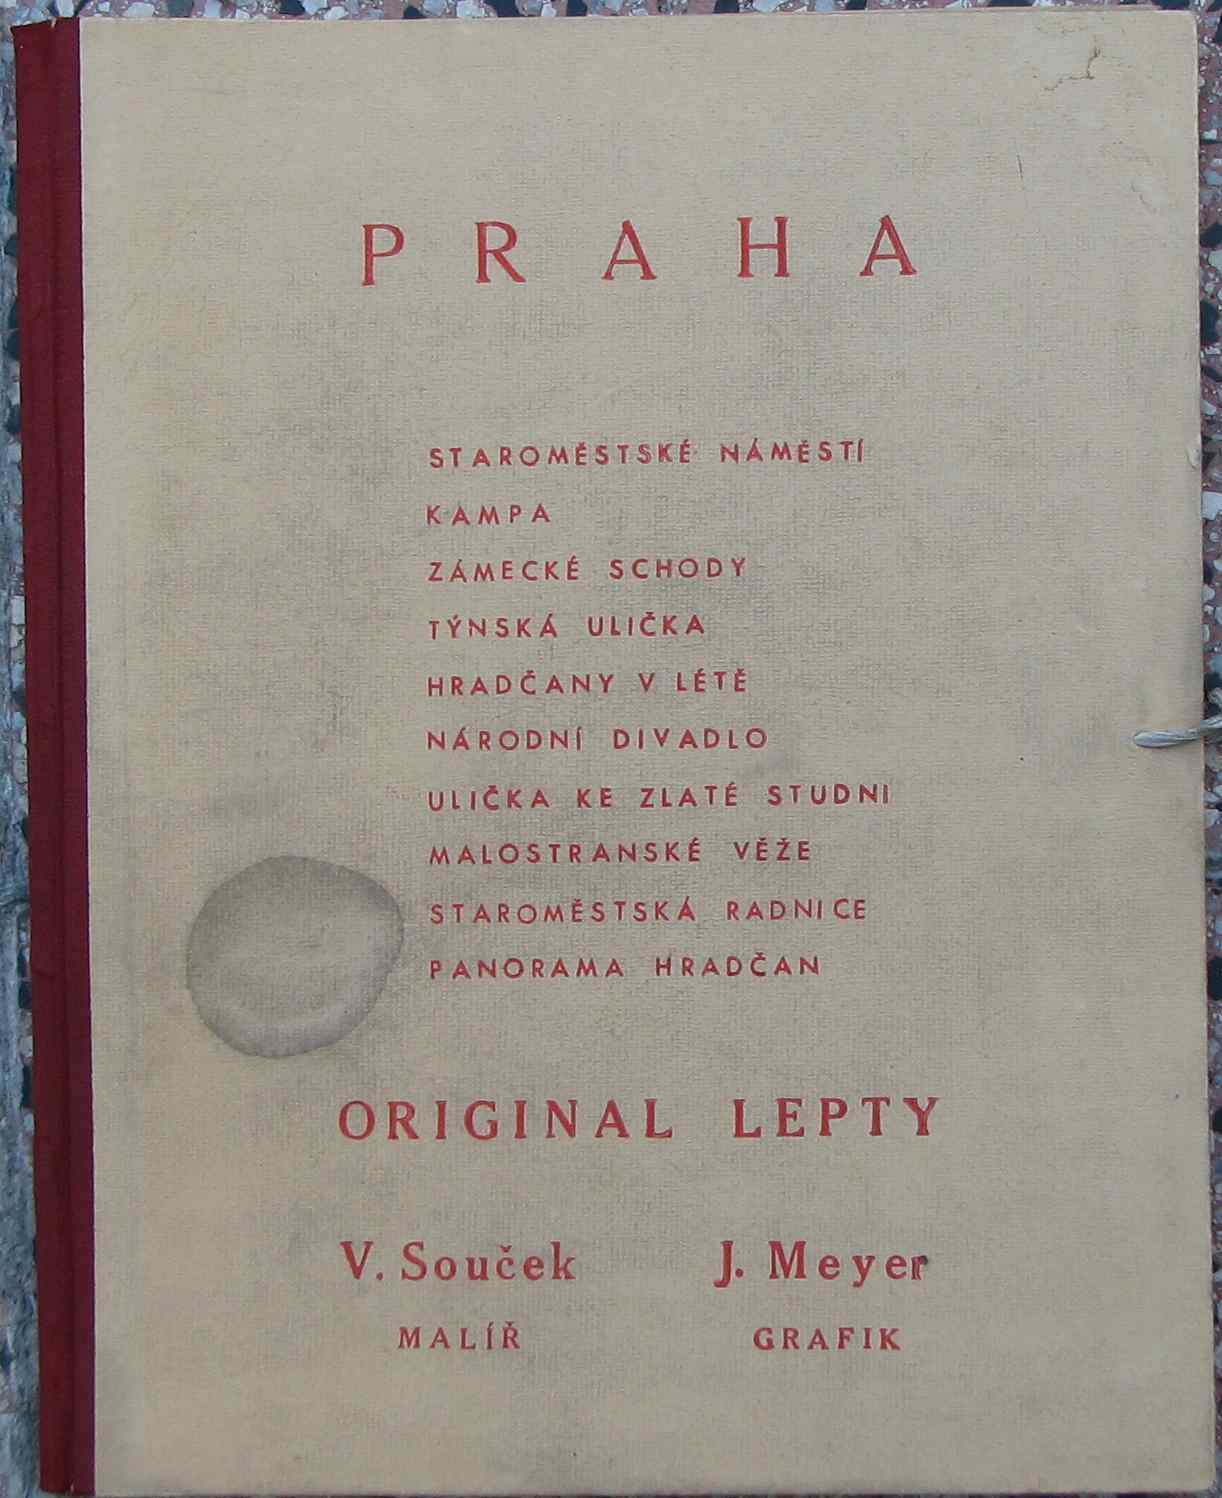 PRAHA
STAROMĚSTSKÉ NÁMĚSTÍ
KAMPA
ZÁMECKÉ SCHODY
TÝNSKÁ ULIČKA
HRADČANY V LÉTĚ
NÁRODNÍ DIVADLO
ULIČKA KE ZLATÉ STUDNI
MALOSTRANSKÉ VĚŽE
STAROMĚSTSKÁ RADNICE
PANORAMA HRADČAN
ORIGINAL LEPTY
V. Souček J. Meyer
MALÍŘ GRAFIK